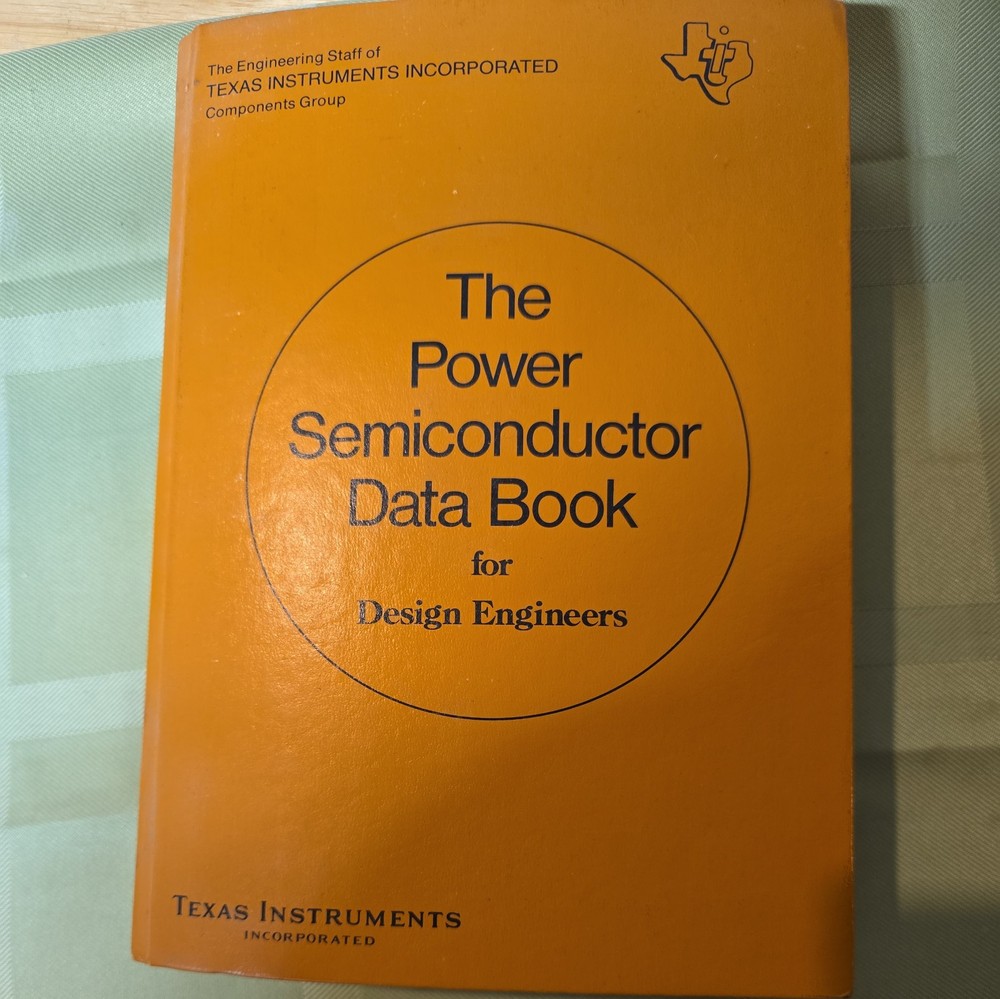 The Engineering Staff of
TEXAS INSTRUMENTS INCORPORATED
Components Group
The
Power
Semiconductor
Data Book
for
Design Engineers
TEXAS INSTRUMENTS
INCORPORATED